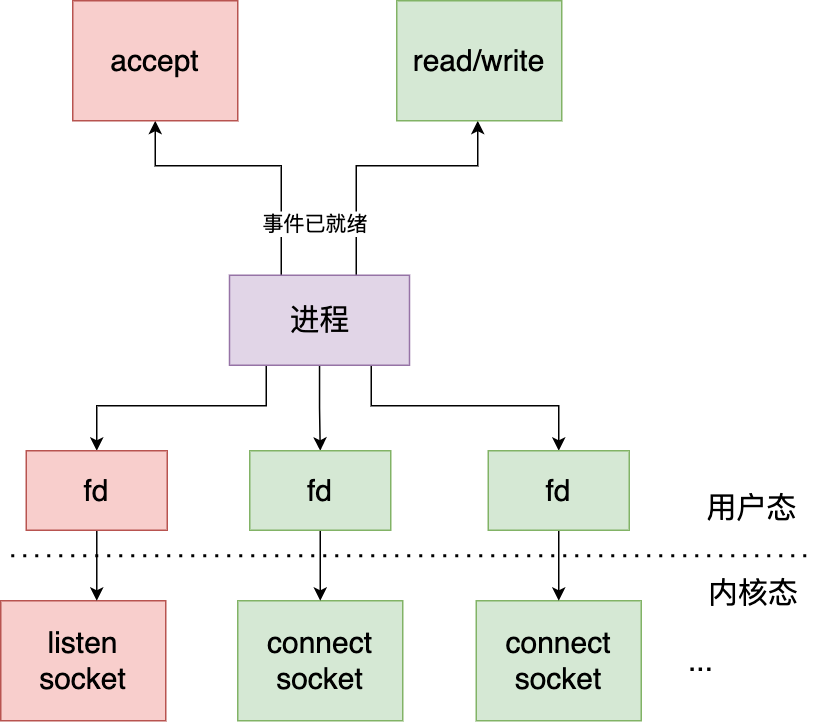 accept
read/write
事件已就绪
进程
fd
fd
fd
用户态
内核态
listen
socket
connect
socket
connect
socket
...